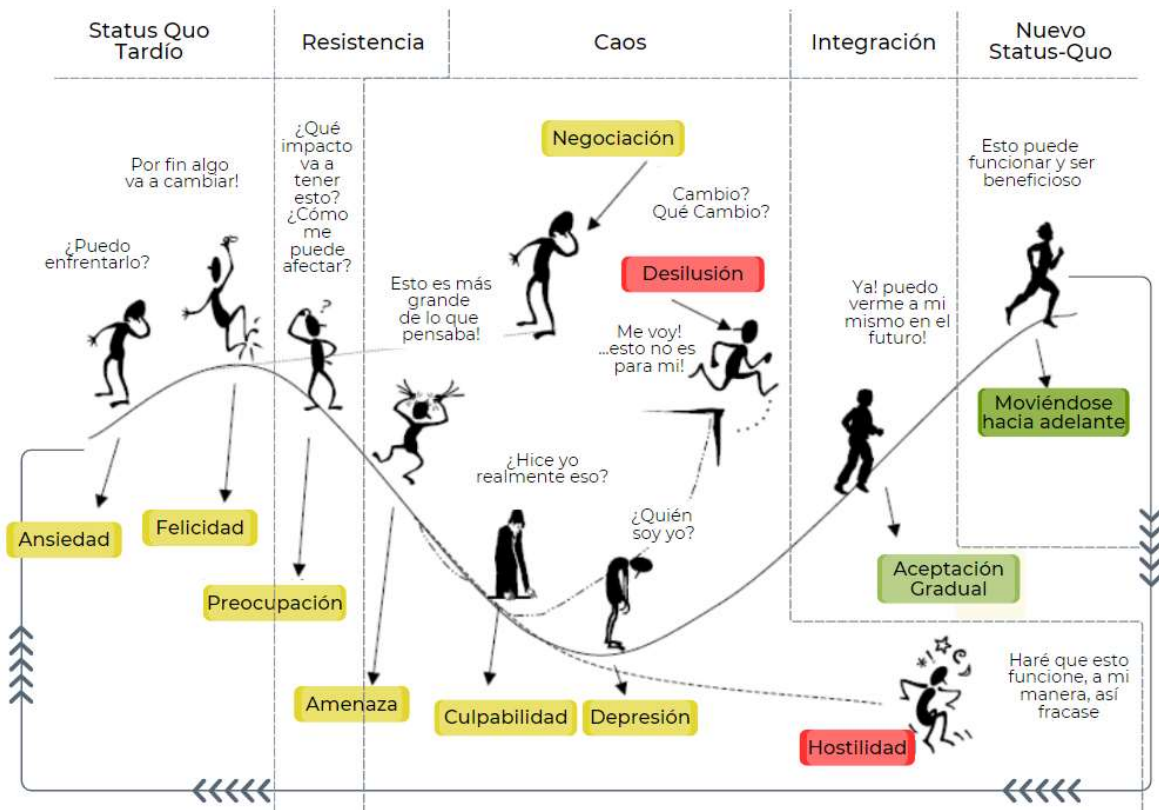 Status Quo
Tardío
Resistencia
Caos
Integración
Nuevo
Status-Quo
¿Puedo
enfrentarlo?
Por fin algo
va a cambiar!
¿Qué
impacto
va a
tener
esto?
¿Cómo
me
puede
afectar?
?
Esto es más
grande
de lo que
pensaba!
Negociación
Cambio?
Qué Cambio?
Desilusión
Me voy!
...esto no es
para mi!
¿Hice yo
realmente eso?
¿Quién
soy yo?
Ya! puedo
verme a mi
mismo en el
futuro!
Esto puede
funcionar y ser
beneficioso
Moviéndose
hacia adelante
Ansiedad
Felicidad
Preocupación
Amenaza
Culpabilidad
Depresión
Aceptación
Gradual
Hostilidad
Haré que esto
funcione, a mi
manera, así
fracase